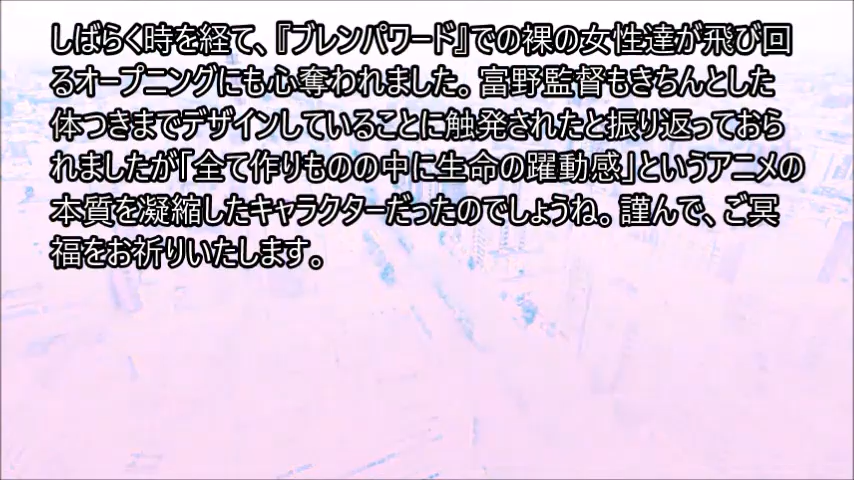 しばらく時を経て、『ブレンパワード』での裸の女性達が飛び回
るオープニングにも心奪われました。富野監督もきちんとした
体つきまでデザインしていることに触発されたと振り返っておら
れましたが「全て作りものの中に生命の躍動感」というアニメの
本質を凝縮したキャラクターだったのでしょうね。謹んで、ご冥
福をお祈りいたします。